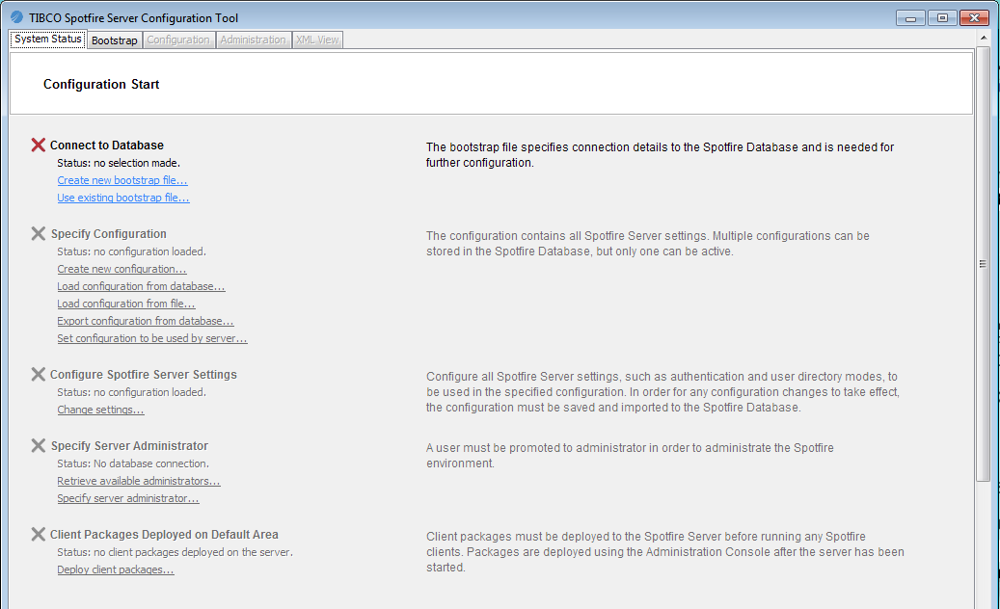 TIBCO Spotfire Server Configuration Tool
System Status Bootstrap Configuration Administration XML View
Configuration Start
Connect to Database
Status: no selection made.
Create new bootstrap file...
Use existing bootstrap file...
The bootstrap file specifies connection details to the Spotfire Database and is needed for
further configuration.
Specify Configuration
Status: no configuration loaded.
Create new configuration...
Load configuration from database...
Load configuration from file...
Export configuration from database...
Set configuration to be used by server...
The configuration contains all Spotfire Server settings. Multiple configurations can be
stored in the Spotfire Database, but only one can be active.
Configure Spotfire Server Settings
Status: no configuration loaded.
Change settings...
Configure all Spotfire Server settings, such as authentication and user directory modes, to
be used in the specified configuration. In order for any configuration changes to take effect,
the configuration must be saved and imported to the Spotfire Database.
Specify Server Administrator
Status: No database connection.
Retrieve available administrators...
Specify server administrator...
A user must be promoted to administrator in order to administrate the Spotfire
environment.
Client Packages Deployed on Default Area
Status: no client packages deployed on the server.
Deploy client packages...
Client packages must be deployed to the Spotfire Server before running any Spotfire
clients. Packages are deployed using the Administration Console after the server has been
started.